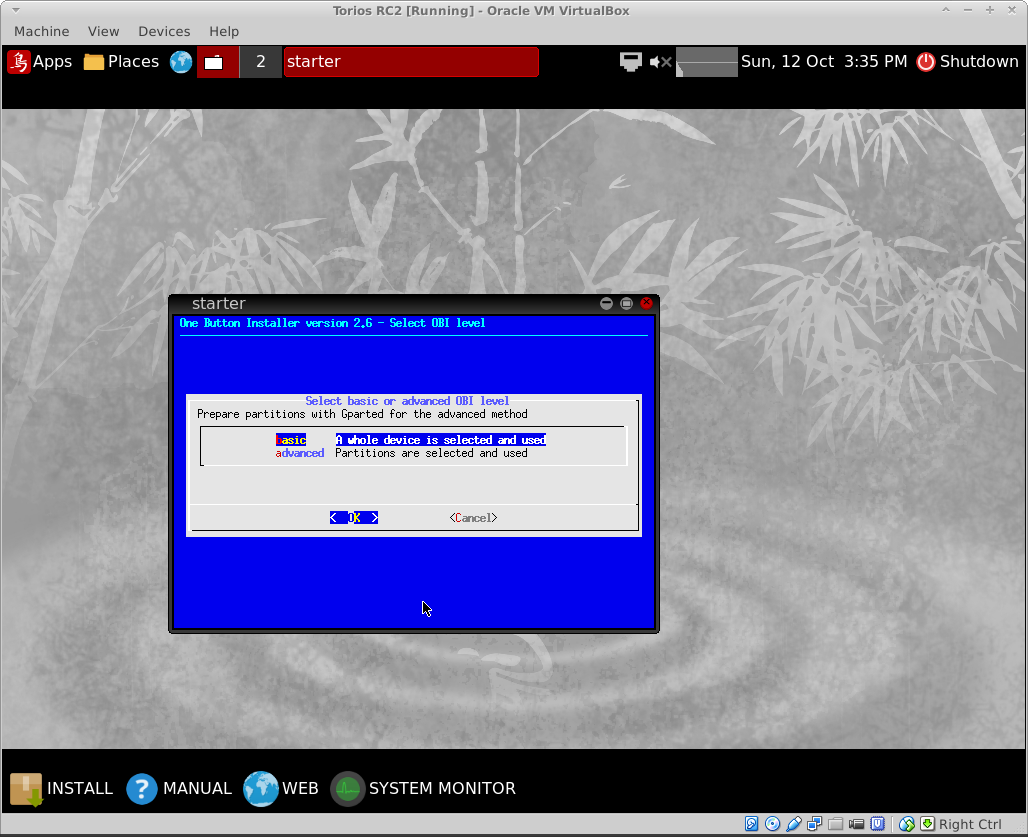 Torios RC2 [Running] - Oracle VM VirtualBox
Machine View Devices Help
Apps Places 2 starter Sun, 12 Oct 3:35 PM Shutdown
starter
One Button Installer version 2.6 - Select OBI level
Select basic or advanced OBI level
Prepare partitions with Gparted for the advanced method
basic A whole device is selected and used
advanced Partitions are selected and used
< OK > <Cancel>
INSTALL MANUAL WEB SYSTEM MONITOR
Right Ctrl